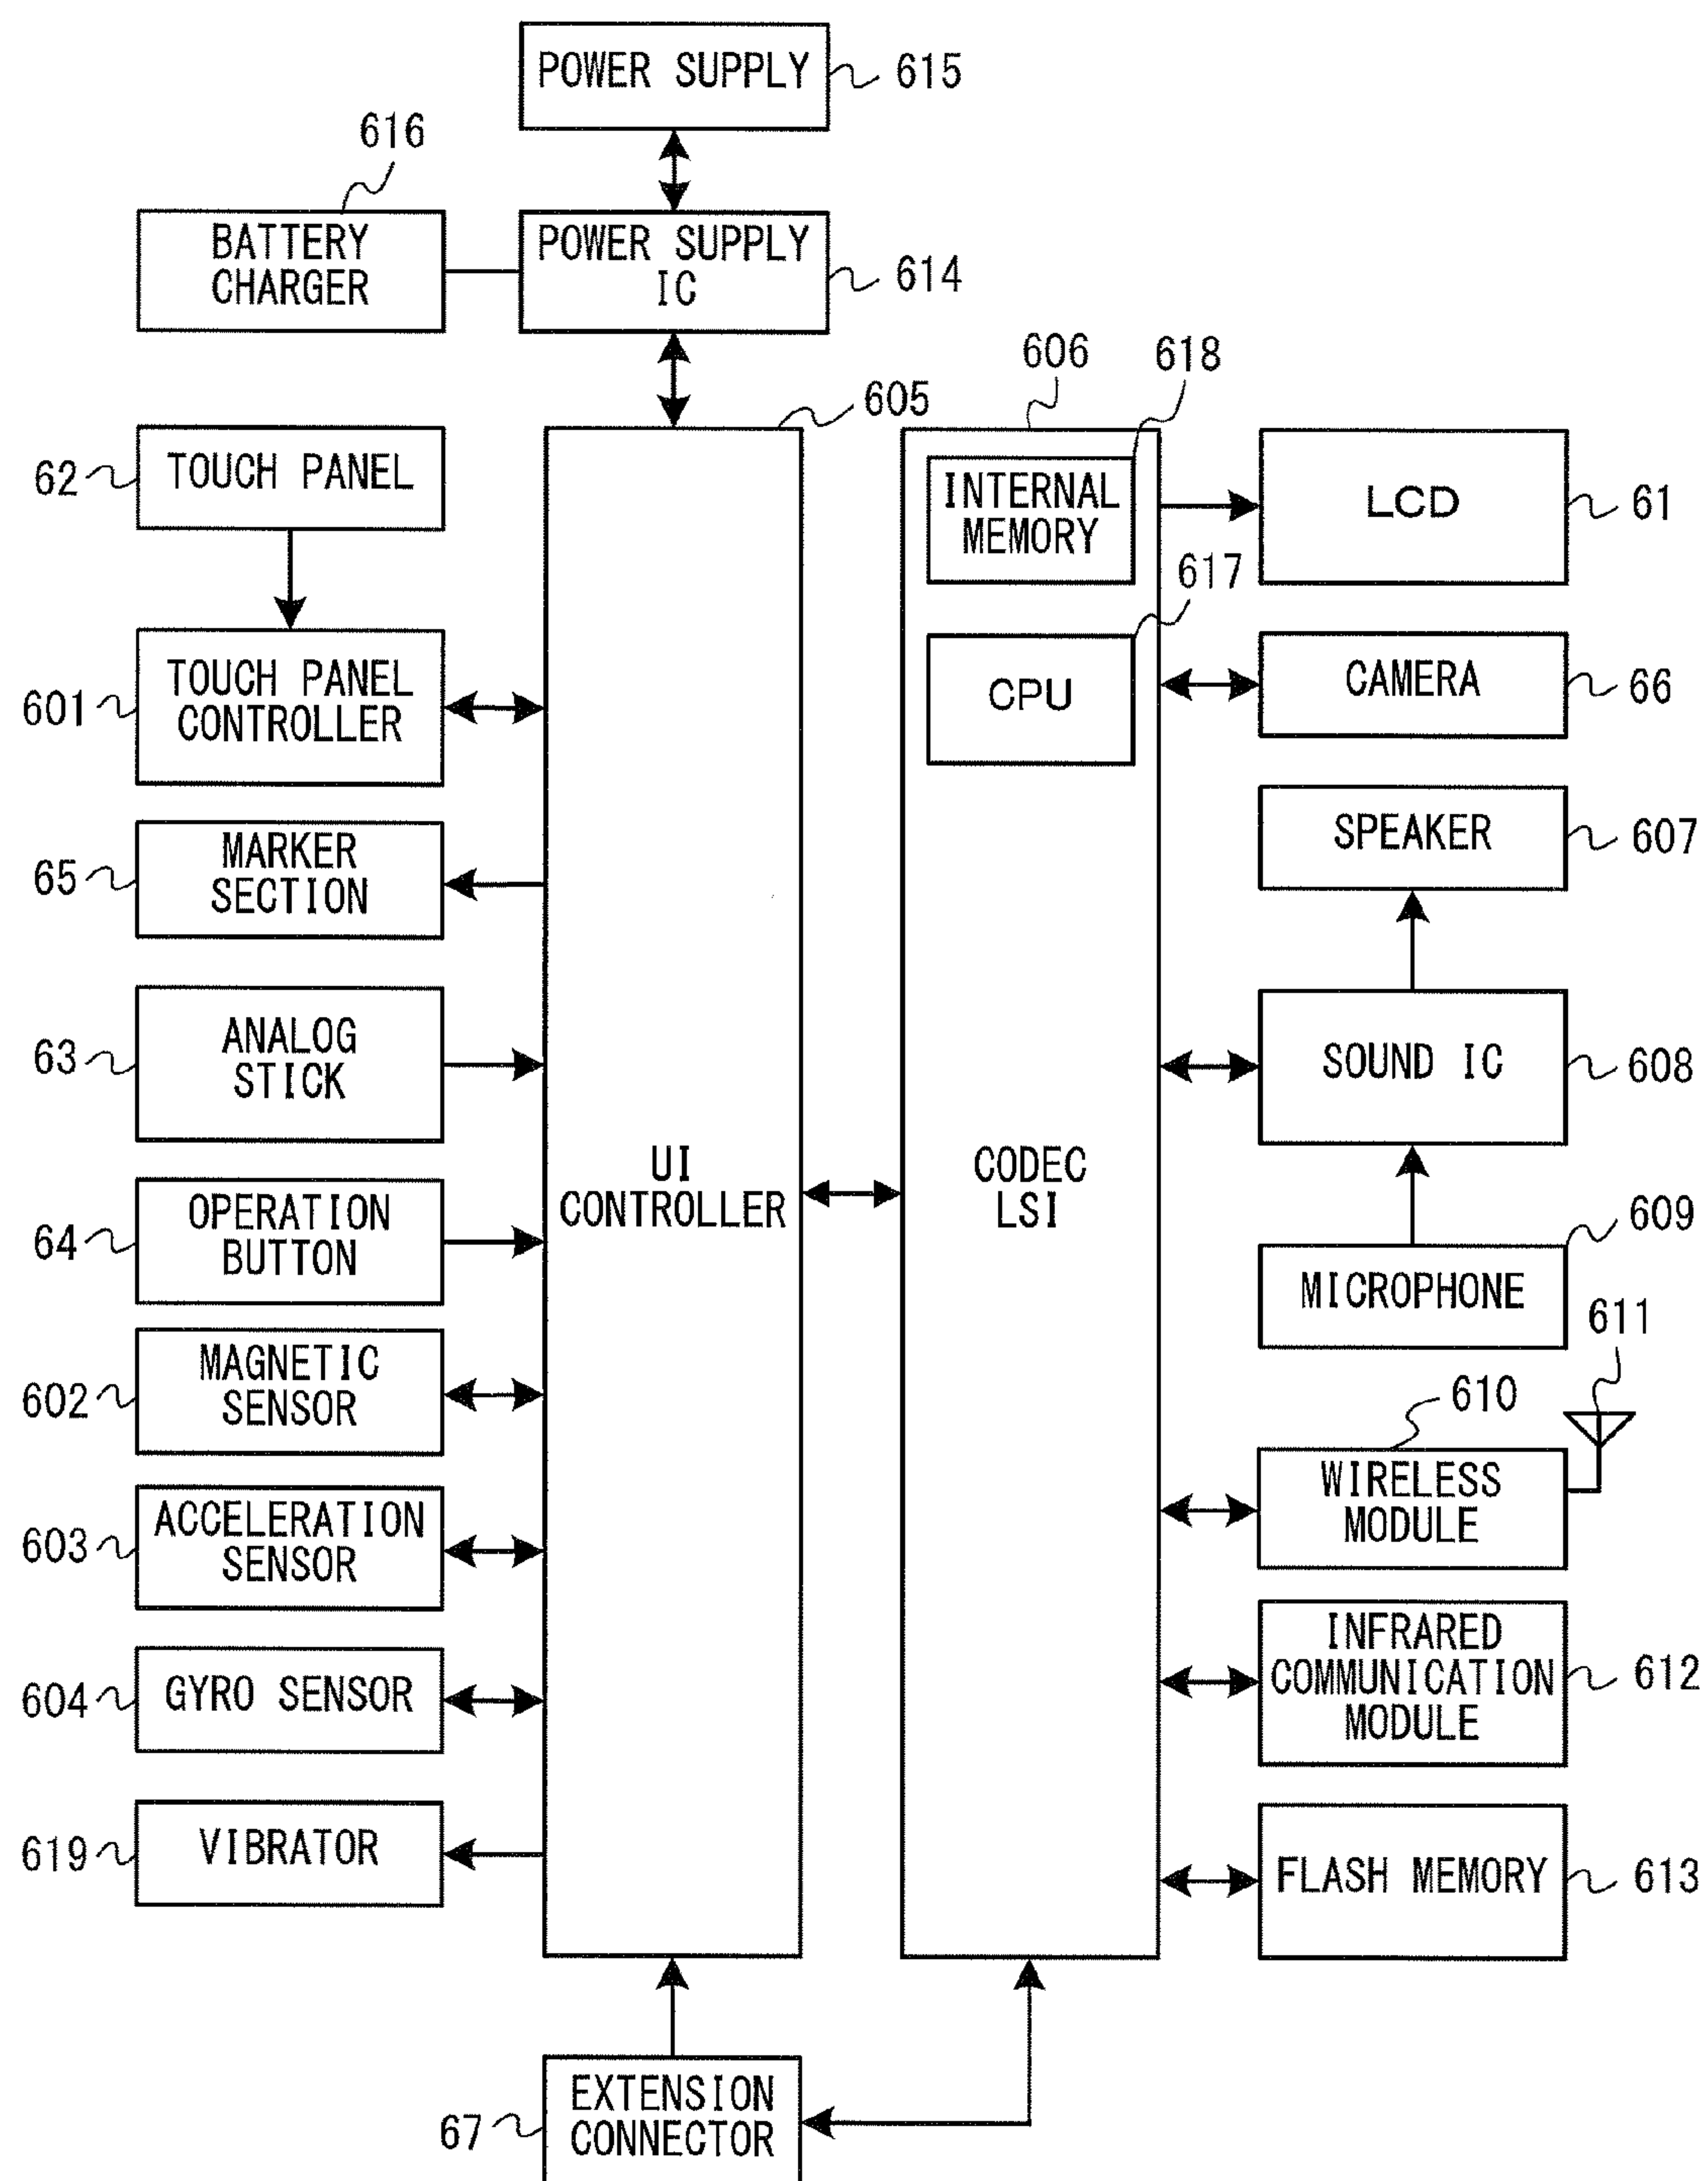 POWER SUPPLY
615
616
BATTERY
CHARGER
POWER SUPPLY
IC
614
605
606
618
62
TOUCH PANEL
INTERNAL
MEMORY
LCD
61
617
601
TOUCH PANEL
CONTROLLER
CPU
CAMERA
66
65
MARKER
SECTION
SPEAKER
607
63
ANALOG
STICK
SOUND IC
608
64
OPERATION
BUTTON
UI
CONTROLLER
CODEC
LSI
609
MICROPHONE
611
602
MAGNETIC
SENSOR
610
WIRELESS
MODULE
603
ACCELERATION
SENSOR
604
GYRO SENSOR
INFRARED
COMMUNICATION
MODULE
612
619
VIBRATOR
FLASH MEMORY
613
67
EXTENSION
CONNECTOR